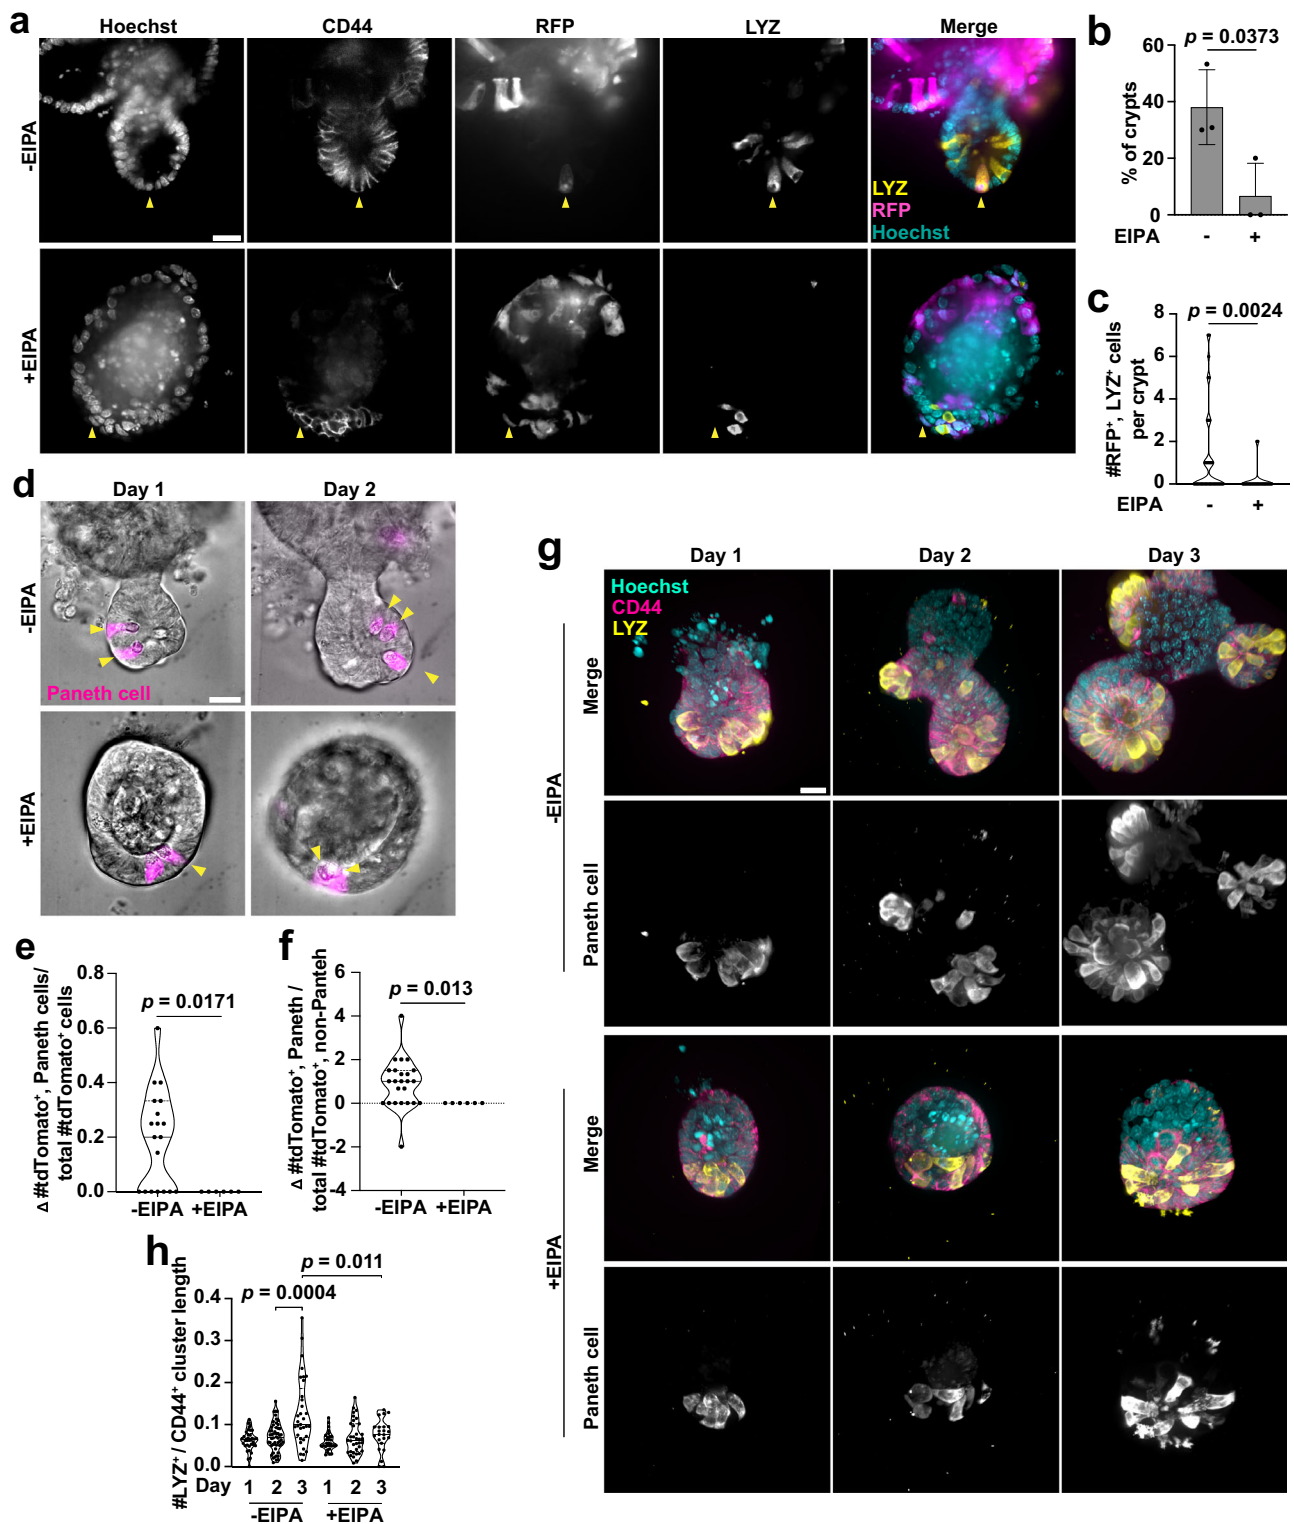 a
Hoechst
CD44
RFP
LYZ
Merge
-EIPA
LYZ
RFP
Hoechst
+EIPA
b
p = 0.0373
% of crypts
60
40
20
0
EIPA - +
c
p = 0.0024
#RFP+, LYZ+ cells
per crypt
8
6
4
2
0
EIPA - +
d
Day 1
Day 2
-EIPA
Paneth cell
+EIPA
e
p = 0.0171
Δ #tdTomato+, Paneth cells/
total #tdTomato+ cells
0.8
0.6
0.4
0.2
0.0
-EIPA +EIPA
f
p = 0.013
Δ #tdTomato+, Paneth /
total #tdTomato+, non-Panteh
6
4
2
0
-2
-4
-EIPA +EIPA
g
Day 1
Day 2
Day 3
Hoechst
CD44
LYZ
-EIPA
Merge
Paneth cell
+EIPA
Merge
Paneth cell
h
p = 0.011
p = 0.0004
#LYZ+ / CD44+ cluster length
0.4
0.3
0.2
0.1
0.0
Day 1 2 3 1 2 3
-EIPA +EIPA